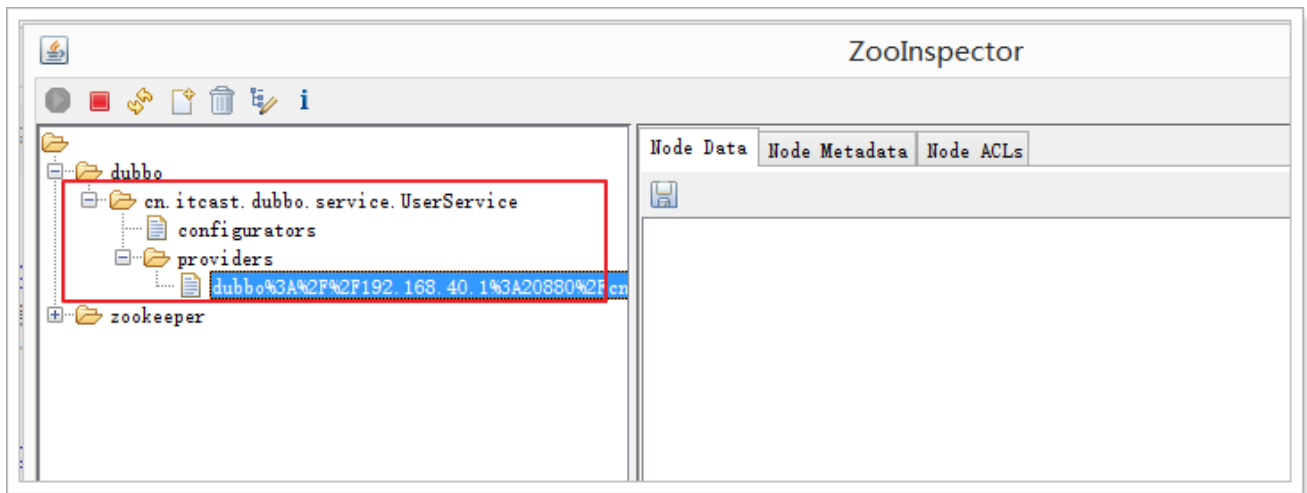 ZooInspector
i
dubbo
cn.itcast.dubbo.service.UserService
configurators
providers
dubbo%3A%2F%2F192.168.40.1%3A20880%2Fcn
zookeeper
Node Data Node Metadata Node ACLs